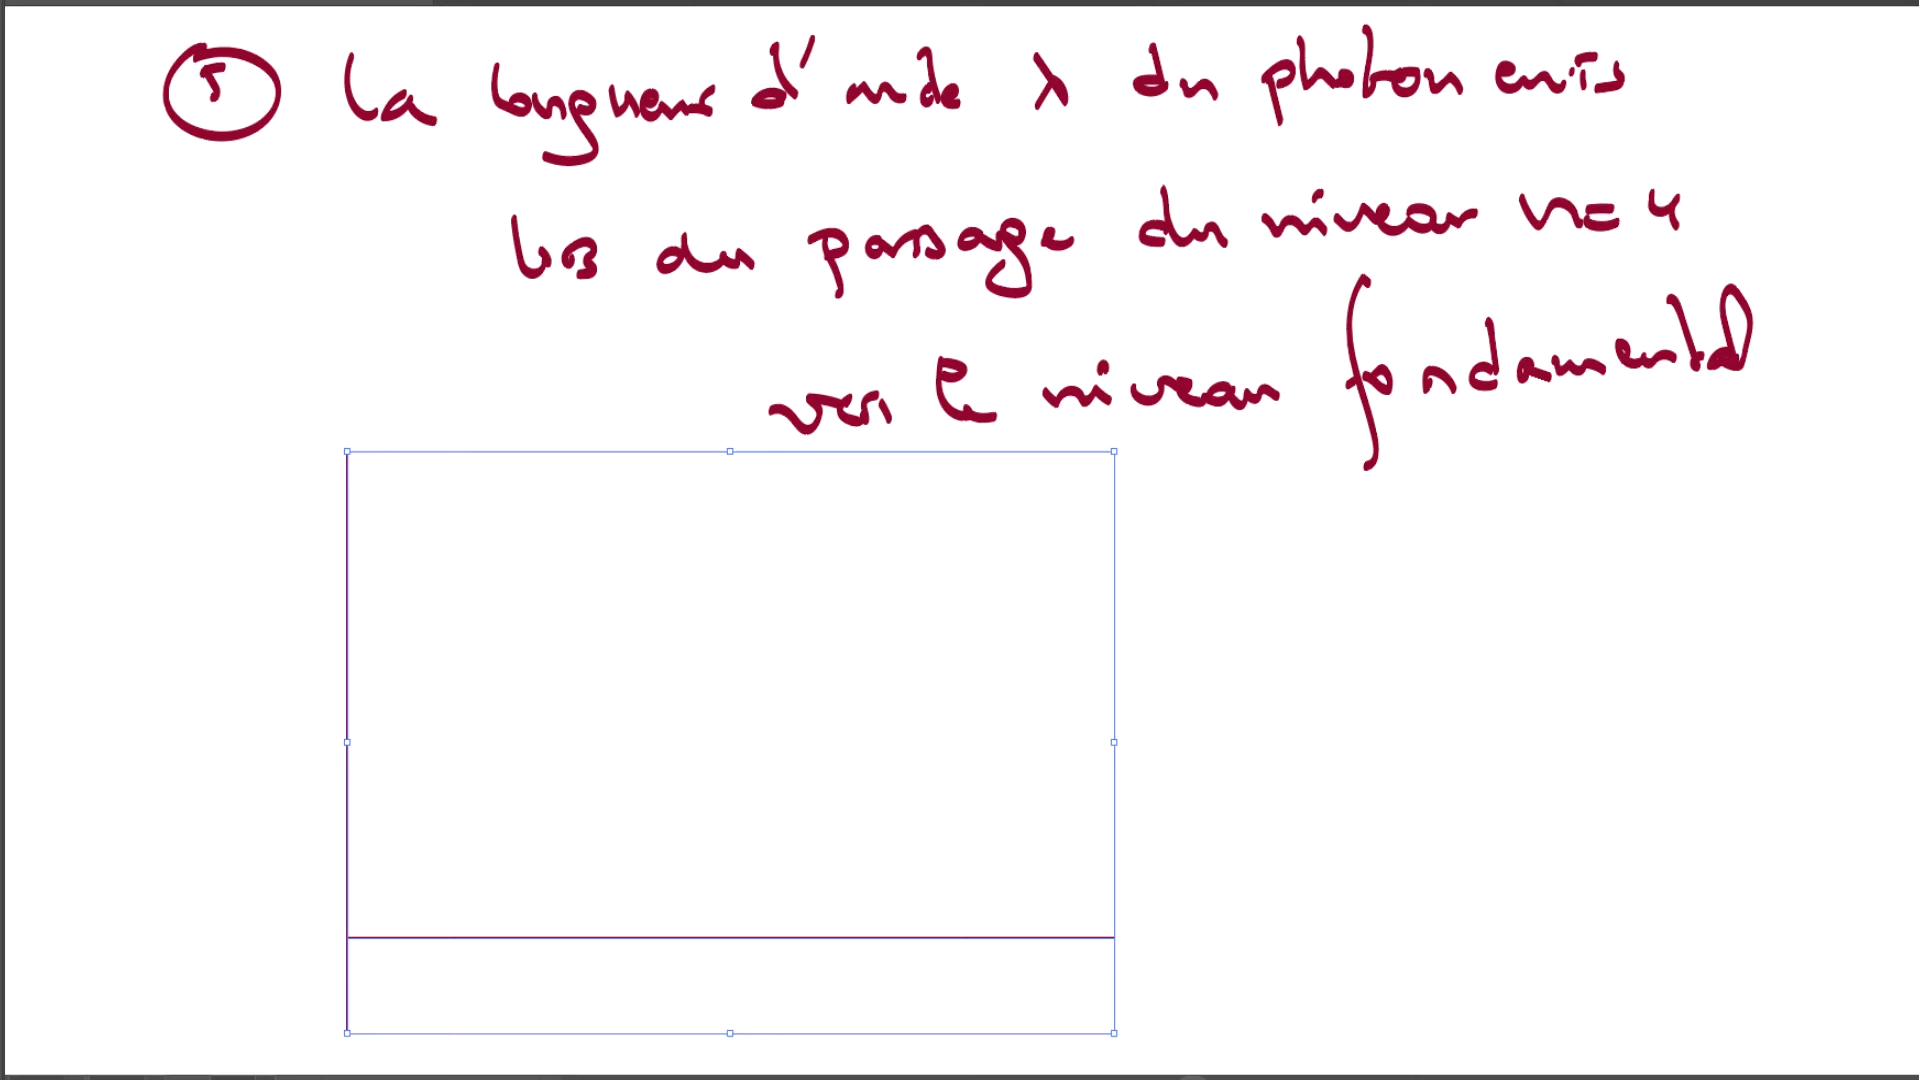 5 La longueur d'onde λ du photon émis
lors du passage du niveau n=4
vers le niveau fondamental